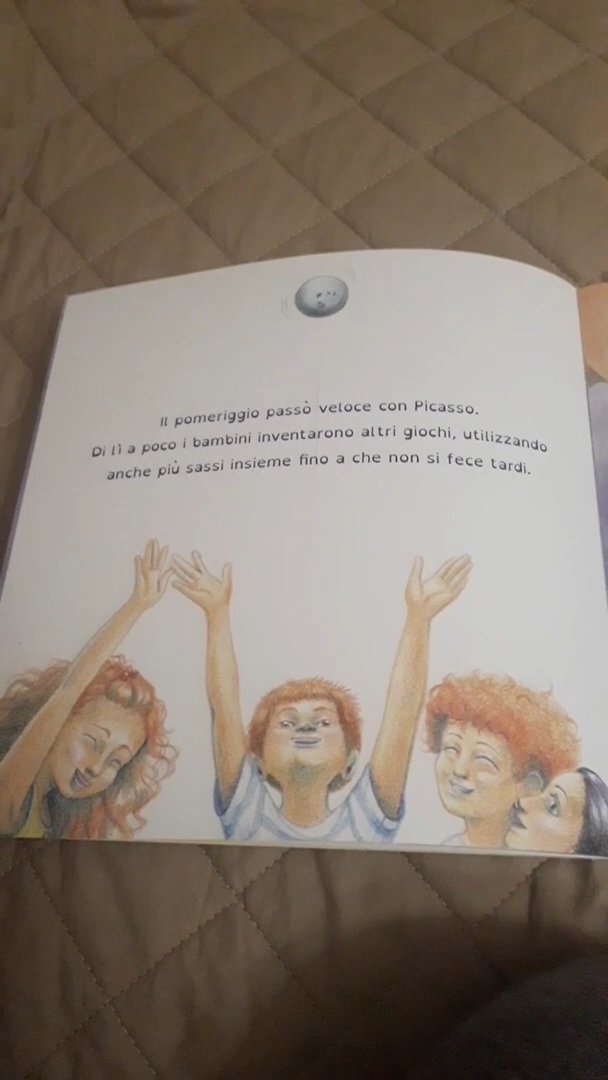 Il pomeriggio passò veloce con Picasso.
Di lì a poco i bambini inventarono altri giochi, utilizzando
anche più sassi insieme fino a che non si fece tardi.